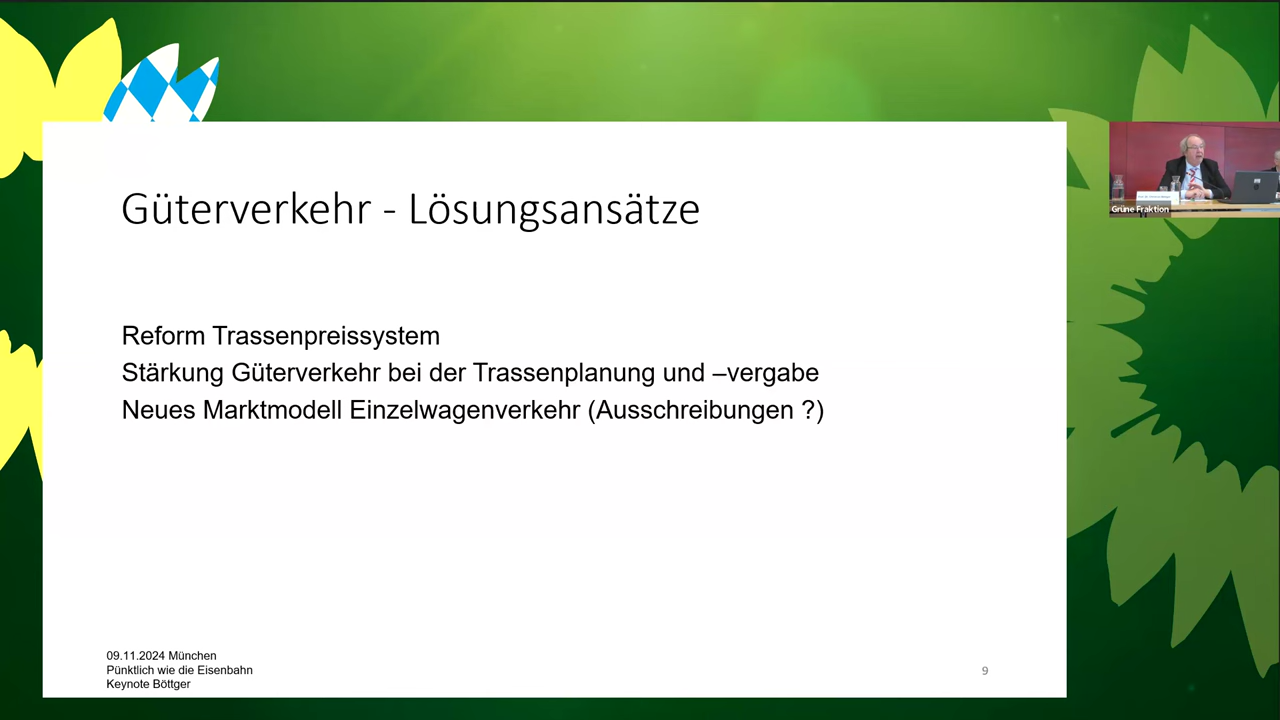 Güterverkehr - Lösungsansätze
Reform Trassenpreissystem
Stärkung Güterverkehr bei der Trassenplanung und –vergabe
Neues Marktmodell Einzelwagenverkehr (Ausschreibungen ?)
Grüne Fraktion
09.11.2024 München
Pünktlich wie die Eisenbahn
Keynote Böttger
9